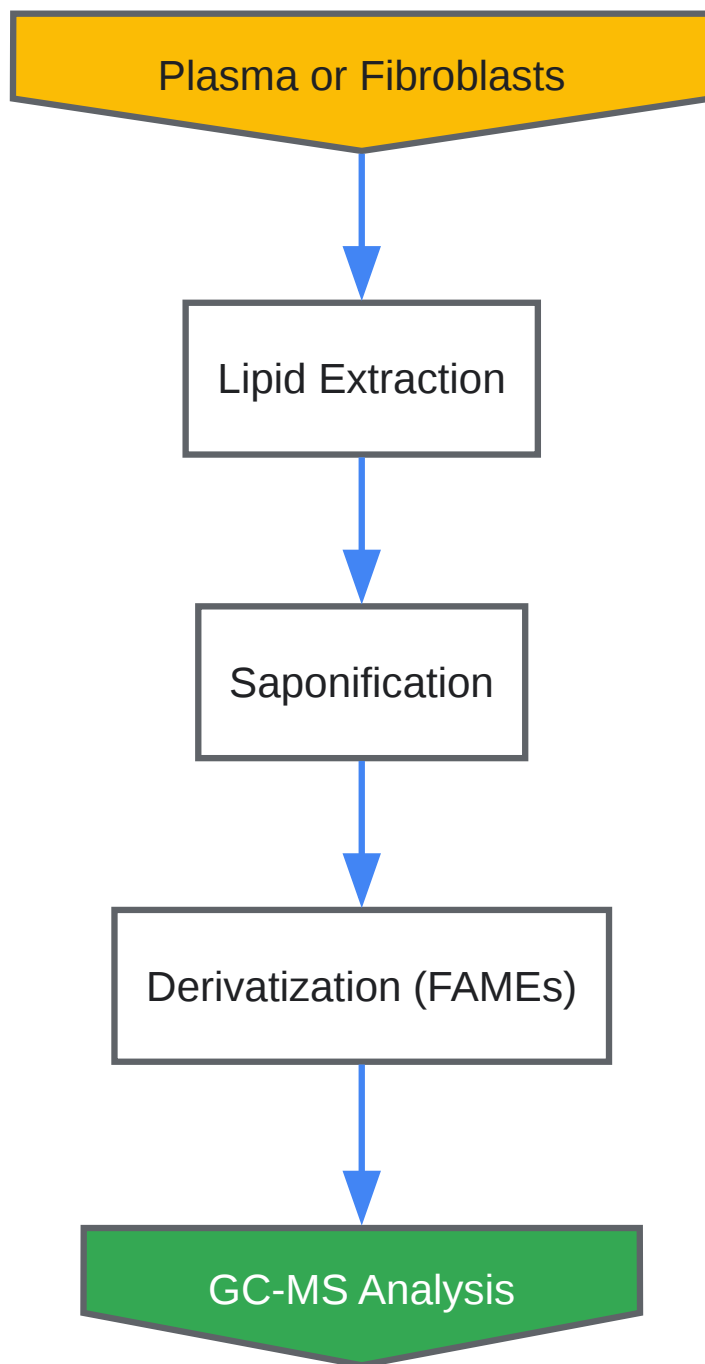 Plasma or Fibroblasts
Lipid Extraction
Saponification
Derivatization (FAMEs)
GC-MS Analysis